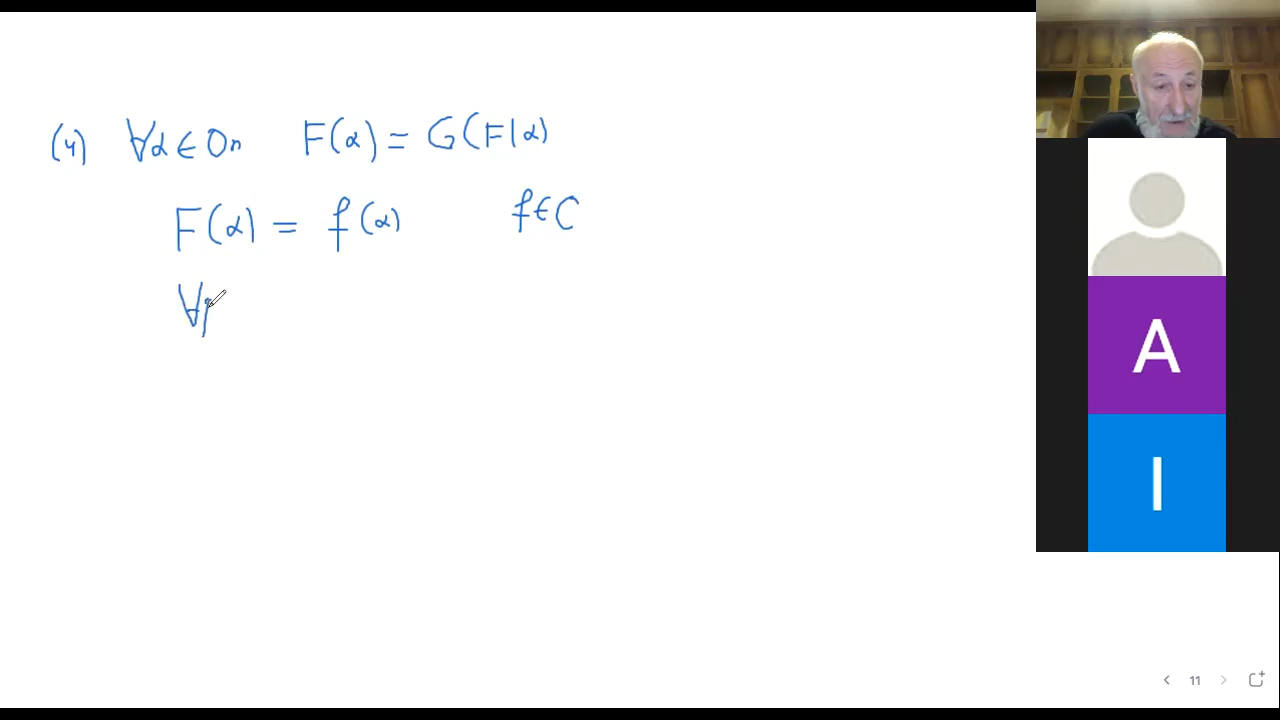 (4) ∀α ∈ On F(α) = G(F|α)
F(α) = f(α) f∈C
∀
A
I
11